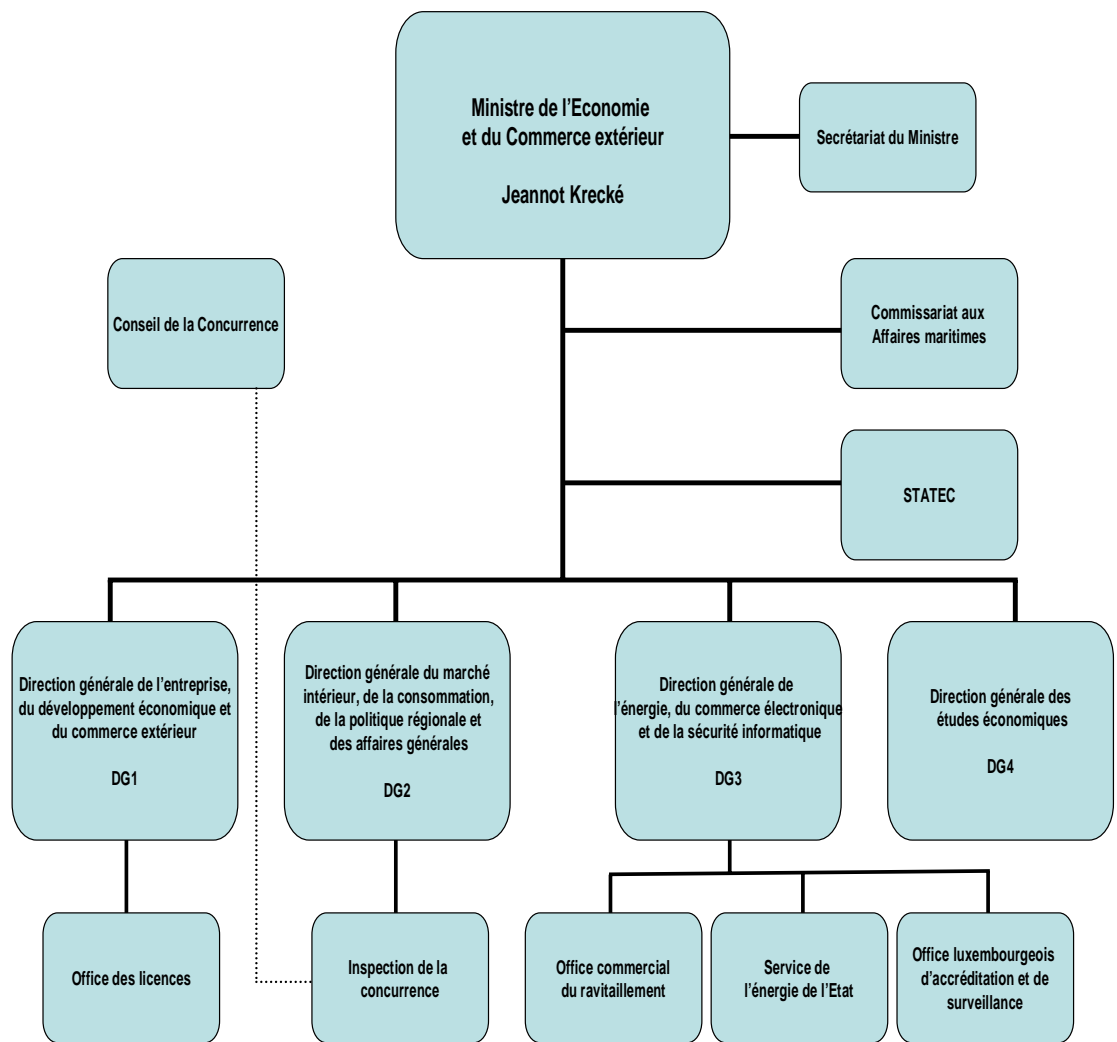 Ministre de l'Economie
et du Commerce extérieur
Jeannot Krecké
Secrétariat du Ministre
Conseil de la Concurrence
Commissariat aux
Affaires maritimes
STATEC
Direction générale de l'entreprise,
du développement économique et
du commerce extérieur
DG1
Direction générale du marché
intérieur, de la consommation,
de la politique régionale et
des affaires générales
DG2
Direction générale de
l'énergie, du commerce électronique
et de la sécurité informatique
DG3
Direction générale des
études économiques
DG4
Office des licences
Inspection de la
concurrence
Office commercial
du ravitaillement
Service de
l'énergie de l'Etat
Office luxembourgeois
d'accréditation et de
surveillance